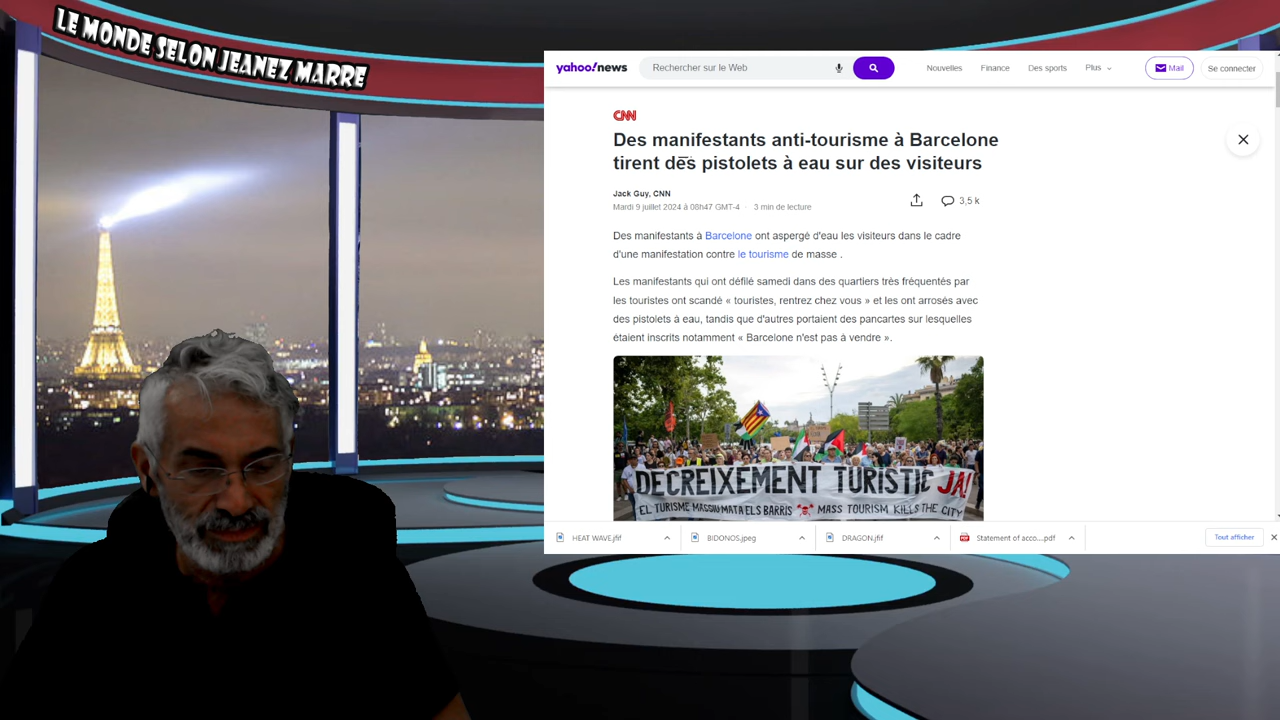 LE MONDE SELON JEANEZ MARRE
yahoo!news
Rechercher sur le Web
Nouvelles
Finance
Des sports
Plus
Mail
Se connecter
CNN
Des manifestants anti-tourisme à Barcelone
tirent des pistolets à eau sur des visiteurs
Jack Guy, CNN
Mardi 9 juillet 2024 à 08h47 GMT-4 · 3 min de lecture
3,5 k
Des manifestants à Barcelone ont aspergé d'eau les visiteurs dans le cadre
d'une manifestation contre le tourisme de masse .
Les manifestants qui ont défilé samedi dans des quartiers très fréquentés par
les touristes ont scandé « touristes, rentrez chez vous » et les ont arrosés avec
des pistolets à eau, tandis que d'autres portaient des pancartes sur lesquelles
étaient inscrits notamment « Barcelone n'est pas à vendre ».
DECREIXEMENT TURISTIC JA!
EL TURISME MASSIU MATA ELS BARRIS MASS TOURISM KILLS THE CITY
HEAT WAVE.jfif
BIDONOS.jpeg
DRAGON.jfif
Statement of acco....pdf
Tout afficher